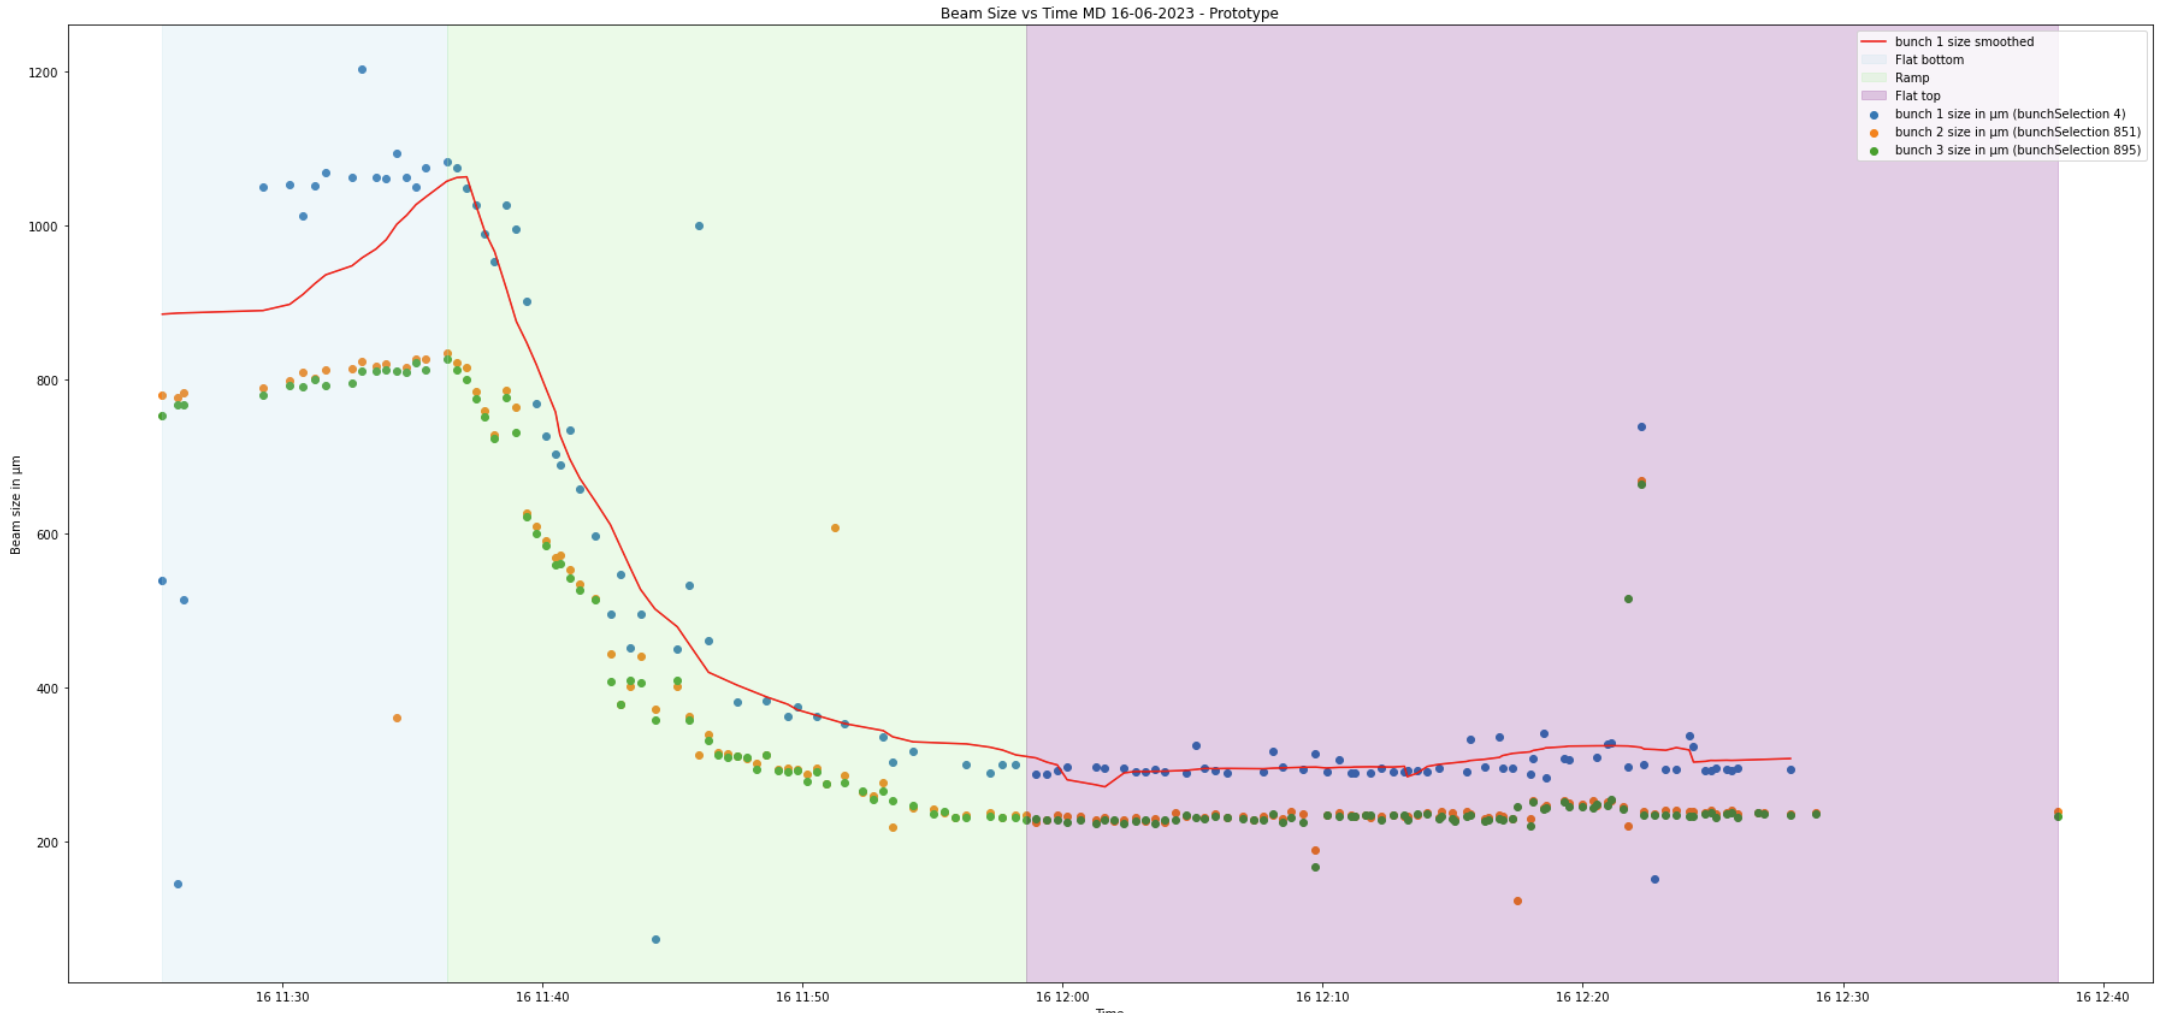 Beam Size vs Time MD 16-06-2023 - Prototype
bunch 1 size smoothed
Flat bottom
Ramp
Flat top
bunch 1 size in µm (bunchSelection 4)
bunch 2 size in µm (bunchSelection 851)
bunch 3 size in µm (bunchSelection 895)
1200
1000
800
600
400
200
Beam size in µm
16 11:30
16 11:40
16 11:50
16 12:00
16 12:10
16 12:20
16 12:30
16 12:40
Time